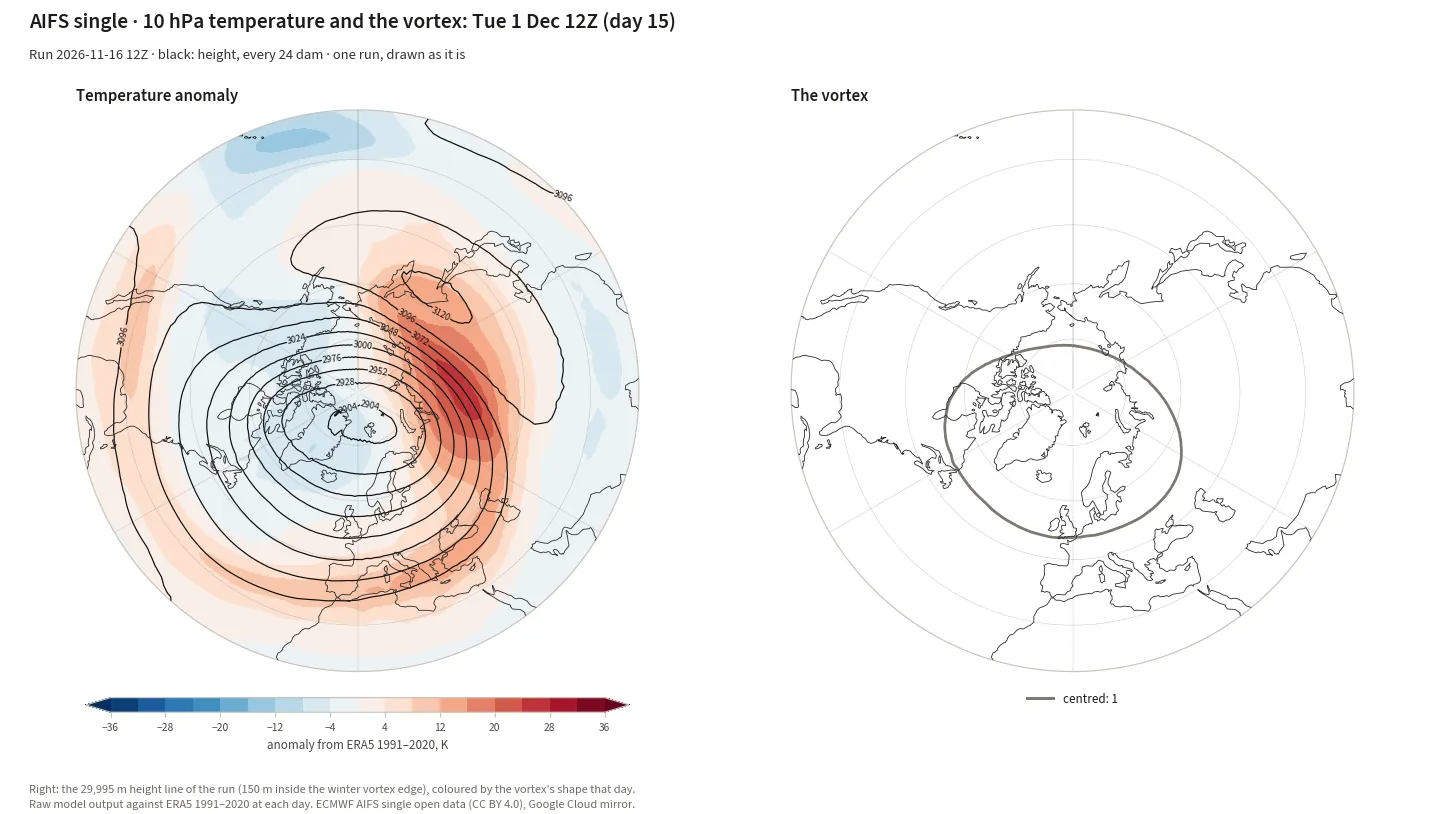 AIFS single · 10 hPa temperature and the vortex: Tue 1 Dec 12Z (day 15)
Run 2026-11-16 12Z · black: height, every 24 dam · one run, drawn as it is
Temperature anomaly
The vortex
3096
3096
3120
3096
3048
3072
3024
3000
2976
2952
2928
2904
2904
−36 −28 −20 −12 −4 4 12 20 28 36
anomaly from ERA5 1991–2020, K
centred: 1
Right: the 29,995 m height line of the run (150 m inside the winter vortex edge), coloured by the vortex's shape that day.
Raw model output against ERA5 1991–2020 at each day. ECMWF AIFS single open data (CC BY 4.0), Google Cloud mirror.